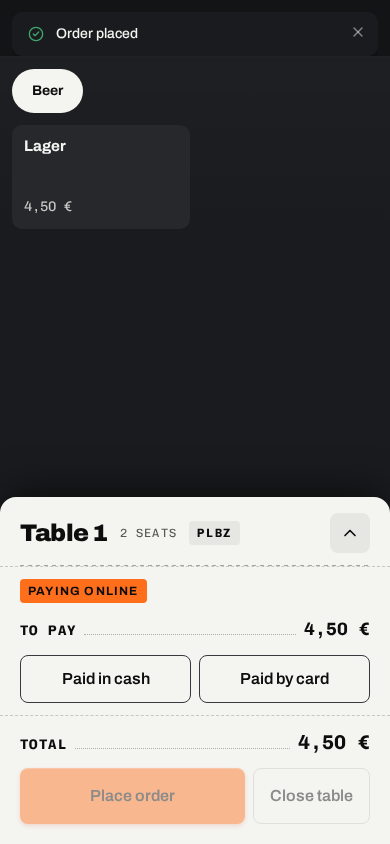 Order placed
Beer
Lager
4,50 €
Table 1 2 SEATS PLBZ
PAYING ONLINE
TO PAY 4,50 €
Paid in cash Paid by card
TOTAL 4,50 €
Place order Close table